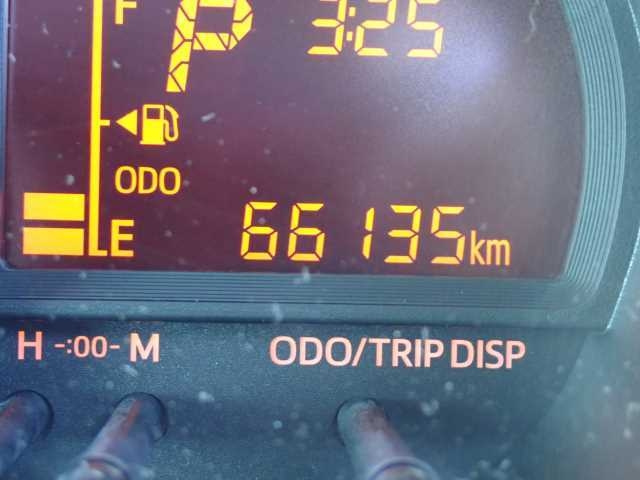 F P 3:25
ODO
E 66135km
H -:00- M ODO/TRIP DISP